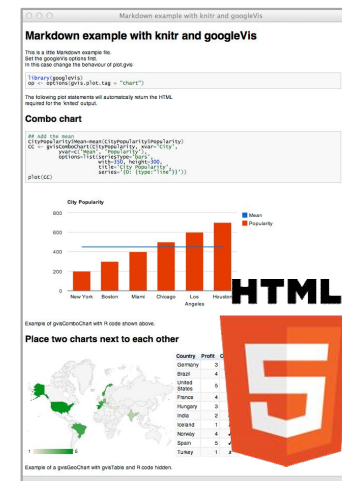 Markdown example with knitr and googleVis
Markdown example with knitr and googleVis
This is a little Markdown example file.
Set the googleVis options first.
In this case change the behaviour of plot.gvis
library(googleVis)
op <- options(gvis.plot.tag = "chart")
The following plot statements will automatically return the HTML
required for the 'knited' output.
Combo chart
## Add the mean
CityPopularity$Mean=mean(CityPopularity$Popularity)
CC <- gvisComboChart(CityPopularity, xvar='City',
yvar=c('Mean', 'Popularity'),
options=list(seriesType='bars',
width=350, height=300,
title='City Popularity',
series='{0: {type:"line"}}'))
plot(CC)
City Popularity
800
600
400
200
0
New York Boston Miami Chicago Los Angeles Houston
Mean
Popularity
HTML
5
Example of gvisComboChart with R code shown above.
Place two charts next to each other
Country Profit
Germany 3
Brazil 4
United States 5
France 4
Hungary 3
India 2
Iceland 1
Norway 4
Spain 5
Turkey 1
1
5
Example of a gvisGeoChart with gvisTable and R code hidden.